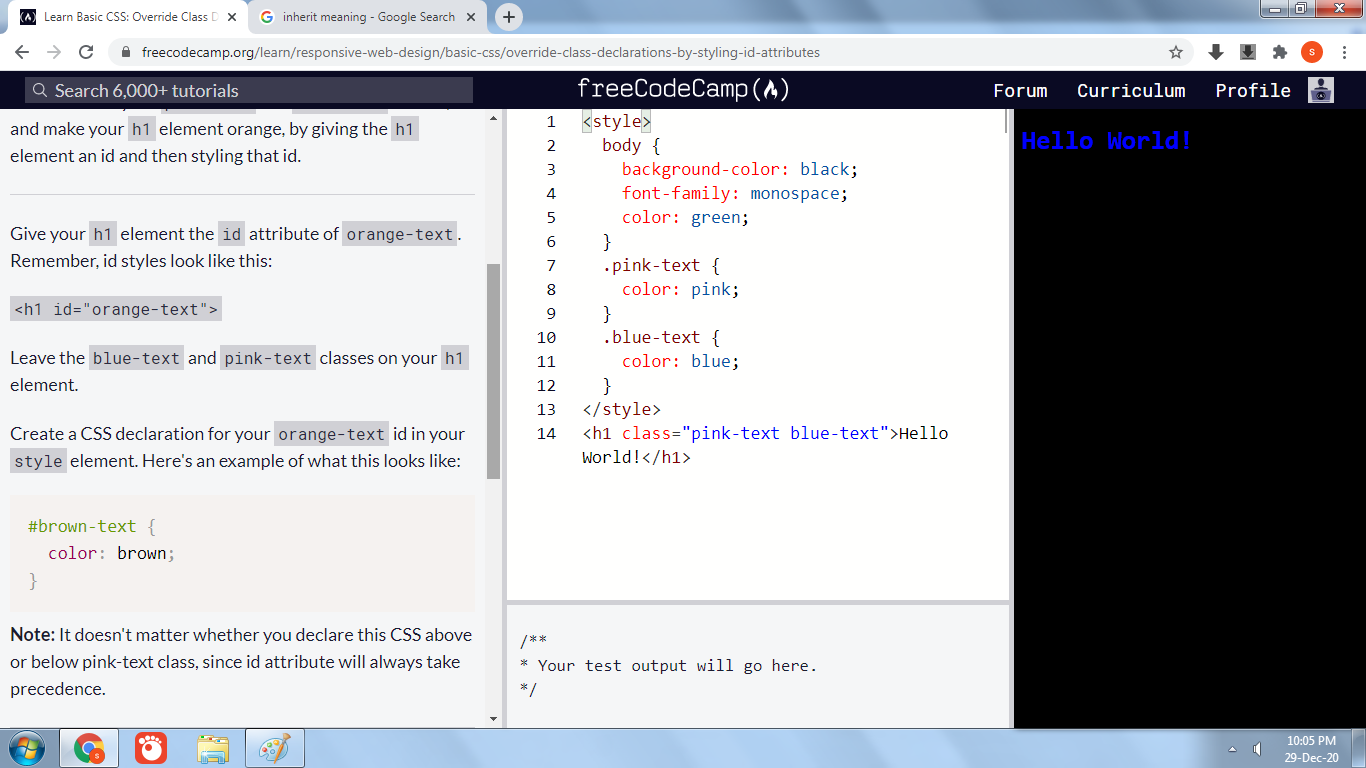 Learn Basic CSS: Override Class D
inherit meaning - Google Search
freecodecamp.org/learn/responsive-web-design/basic-css/override-class-declarations-by-styling-id-attributes
S
Search 6,000+ tutorials
freeCodeCamp
Forum
Curriculum
Profile
and make your h1 element orange, by giving the h1
element an id and then styling that id.
Give your h1 element the id attribute of orange-text.
Remember, id styles look like this:
<h1 id="orange-text">
Leave the blue-text and pink-text classes on your h1
element.
Create a CSS declaration for your orange-text id in your
style element. Here's an example of what this looks like:
#brown-text {
color: brown;
}
Note: It doesn't matter whether you declare this CSS above
or below pink-text class, since id attribute will always take
precedence.
1 <style>
2 body {
3 background-color: black;
4 font-family: monospace;
5 color: green;
6 }
7 .pink-text {
8 color: pink;
9 }
10 .blue-text {
11 color: blue;
12 }
13 </style>
14 <h1 class="pink-text blue-text">Hello
World!</h1>
/**
* Your test output will go here.
*/
Hello World!
S
10:05 PM
29-Dec-20